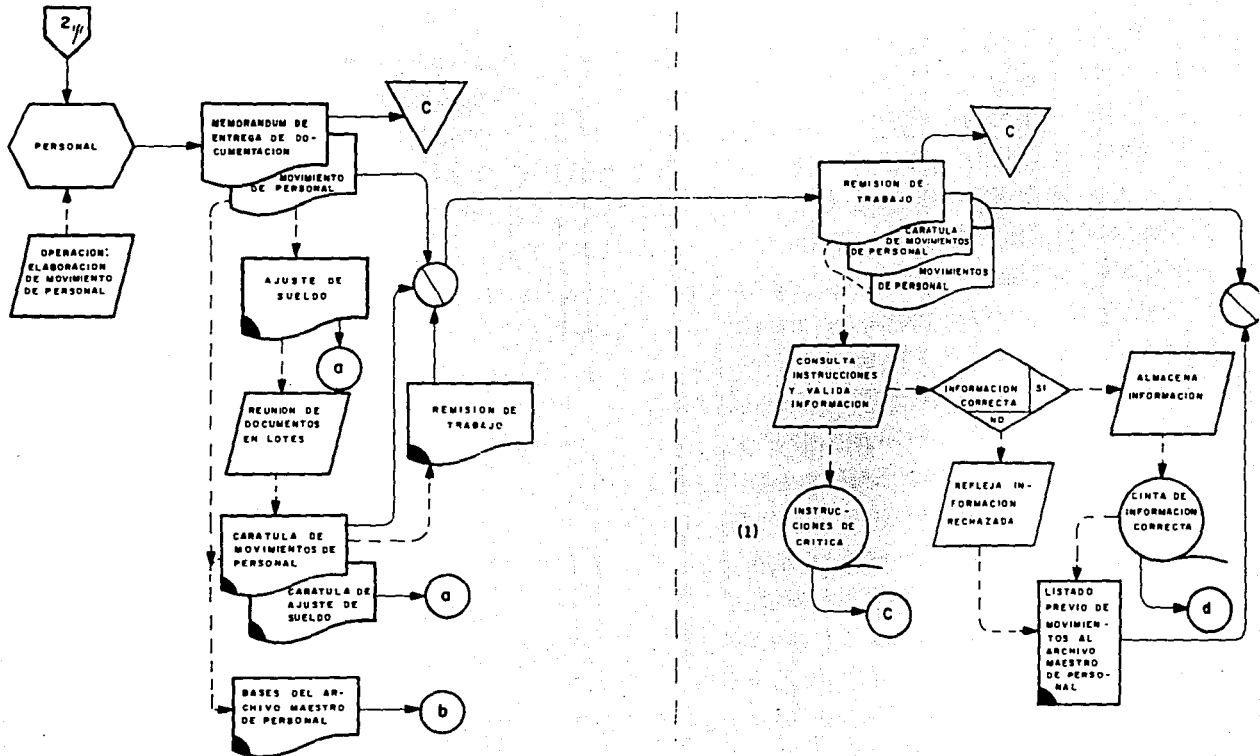 2
PERSONAL
OPERACION:
ELABORACION
DE MOVIMIENTO
DE PERSONAL
MEMORANDUM DE
ENTREGA DE DO-
CUMENTACION
MOVIMIENTO
DE PERSONAL
C
AJUSTE DE
SUELDO
a
REUNION DE
DOCUMENTOS
EN LOTES
REMISION DE
TRABAJO
CARATULA DE
MOVIMIENTOS DE
PERSONAL
CARATULA DE
AJUSTE DE
SUELDO
a
BASES DEL AR-
CHIVO MAESTRO
DE PERSONAL
b
C
REMISION DE
TRABAJO
CARATULA
DE MOVIMIENTOS
DE PERSONAL
MOVIMIENTOS
DE PERSONAL
CONSULTA
INSTRUCCIONES
Y VALIDA
INFORMACION
INFORMACION
CORRECTA
SI
NO
ALMACENA
INFORMACION
(1)
INSTRUC-
CIONES DE
CRITICA
C
REFLEJA IN-
FORMACION
RECHAZADA
CINTA DE
INFORMACION
CORRECTA
d
LISTADO
PREVIO DE
MOVIMIEN-
TOS AL
ARCHIVO
MAESTRO
DE PERSO-
NAL